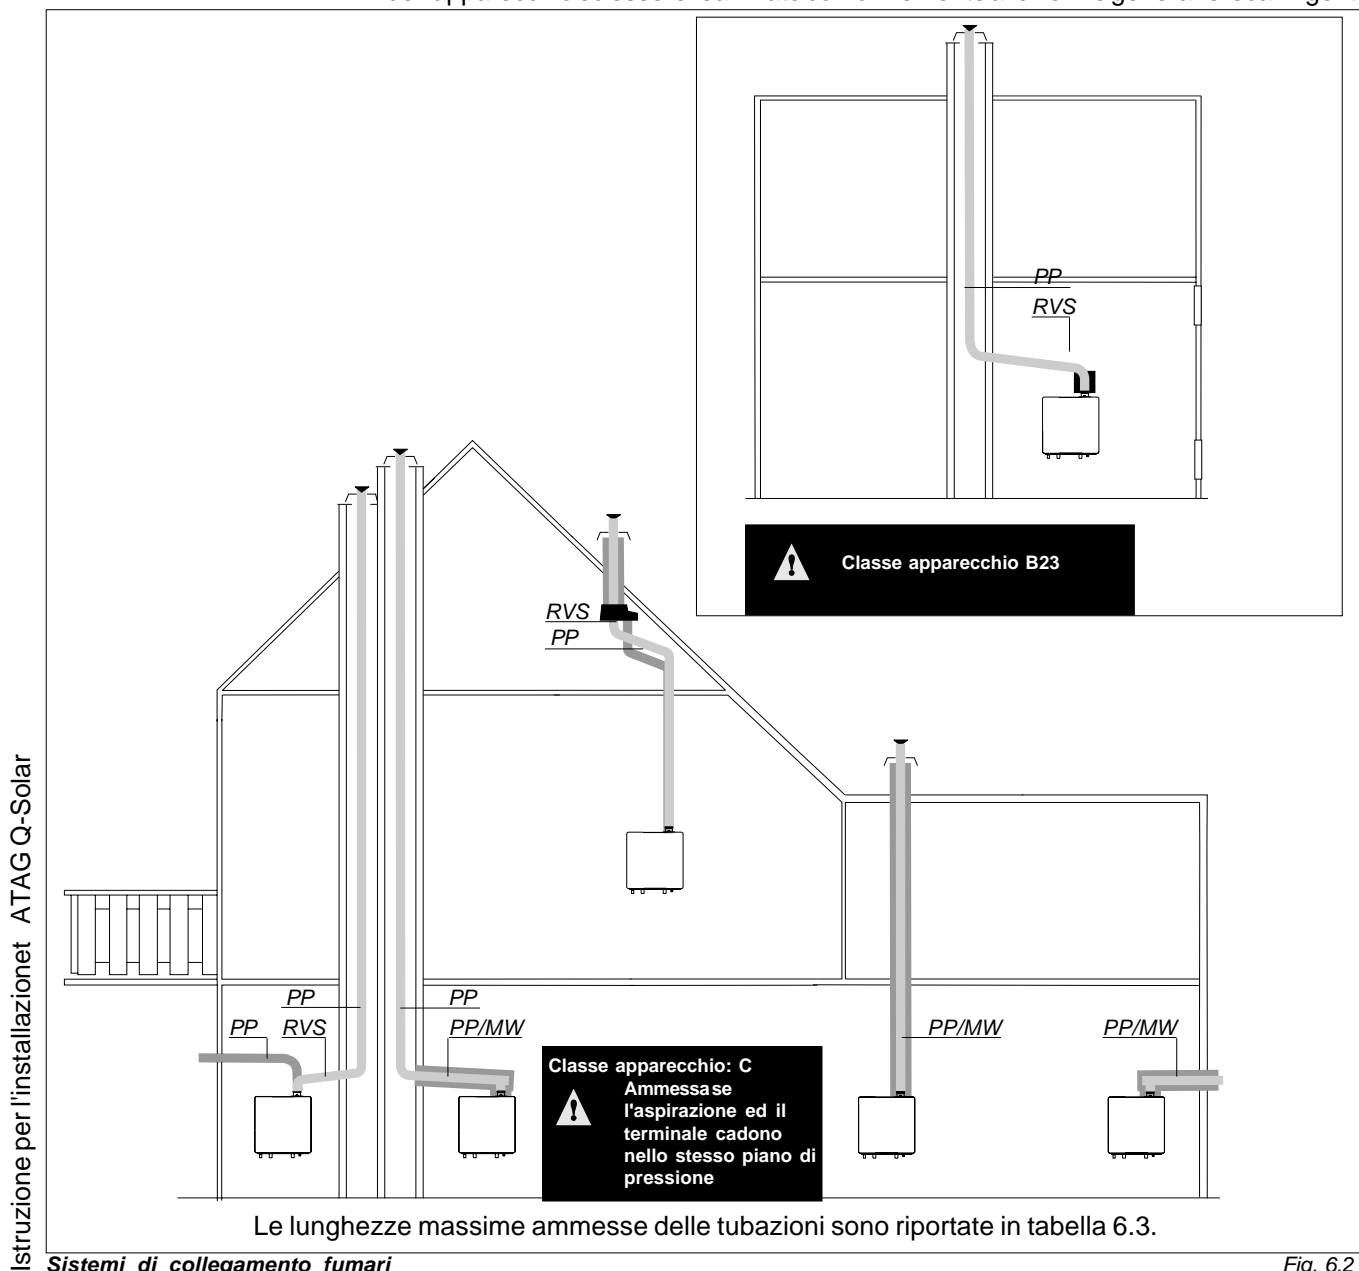 PP
RVS
Classe apparecchio B23
RVS
PP
PP
PP
PP
RVS
PP/MW
PP/MW
PP/MW
Classe apparecchio: C
Ammessa se
l'aspirazione ed il
terminale cadono
nello stesso piano di
pressione
Le lunghezze massime ammesse delle tubazioni sono riportate in tabella 6.3.
Sistemi di collegamento fumari
Fig. 6.2
Istruzione per l'installazionet ATAG Q-Solar